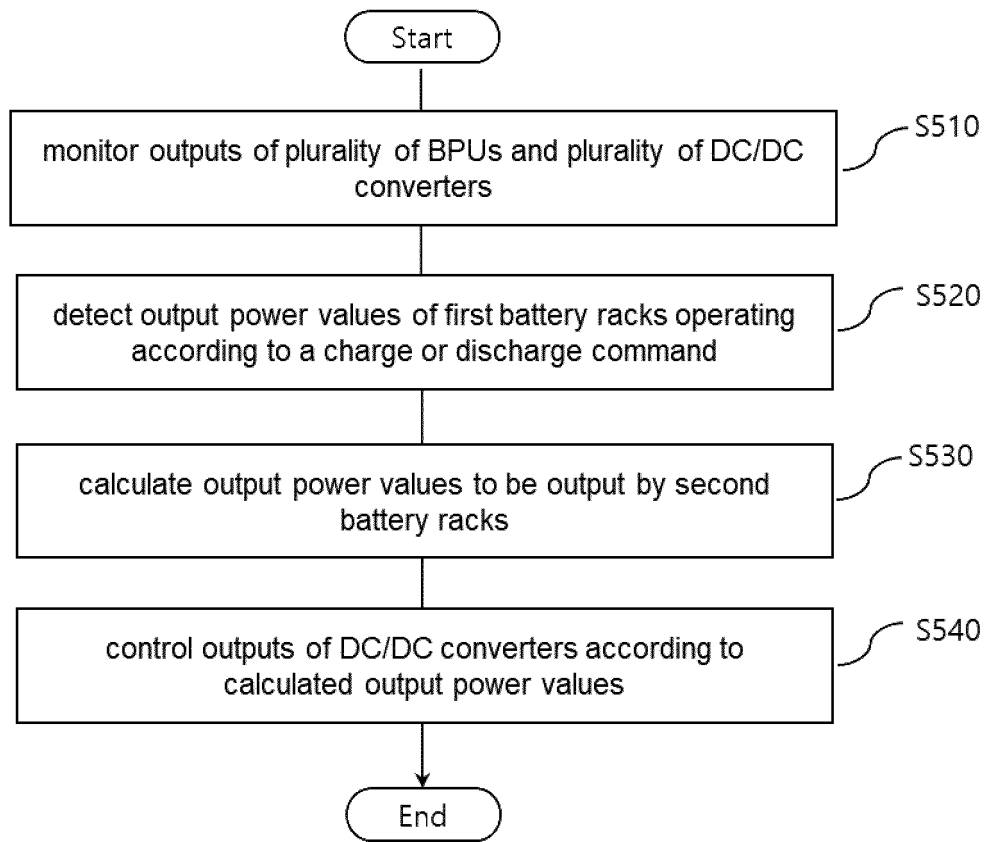 Start
monitor outputs of plurality of BPUs and plurality of DC/DC
converters
S510
detect output power values of first battery racks operating
according to a charge or discharge command
S520
calculate output power values to be output by second
battery racks
S530
control outputs of DC/DC converters according to
calculated output power values
S540
End